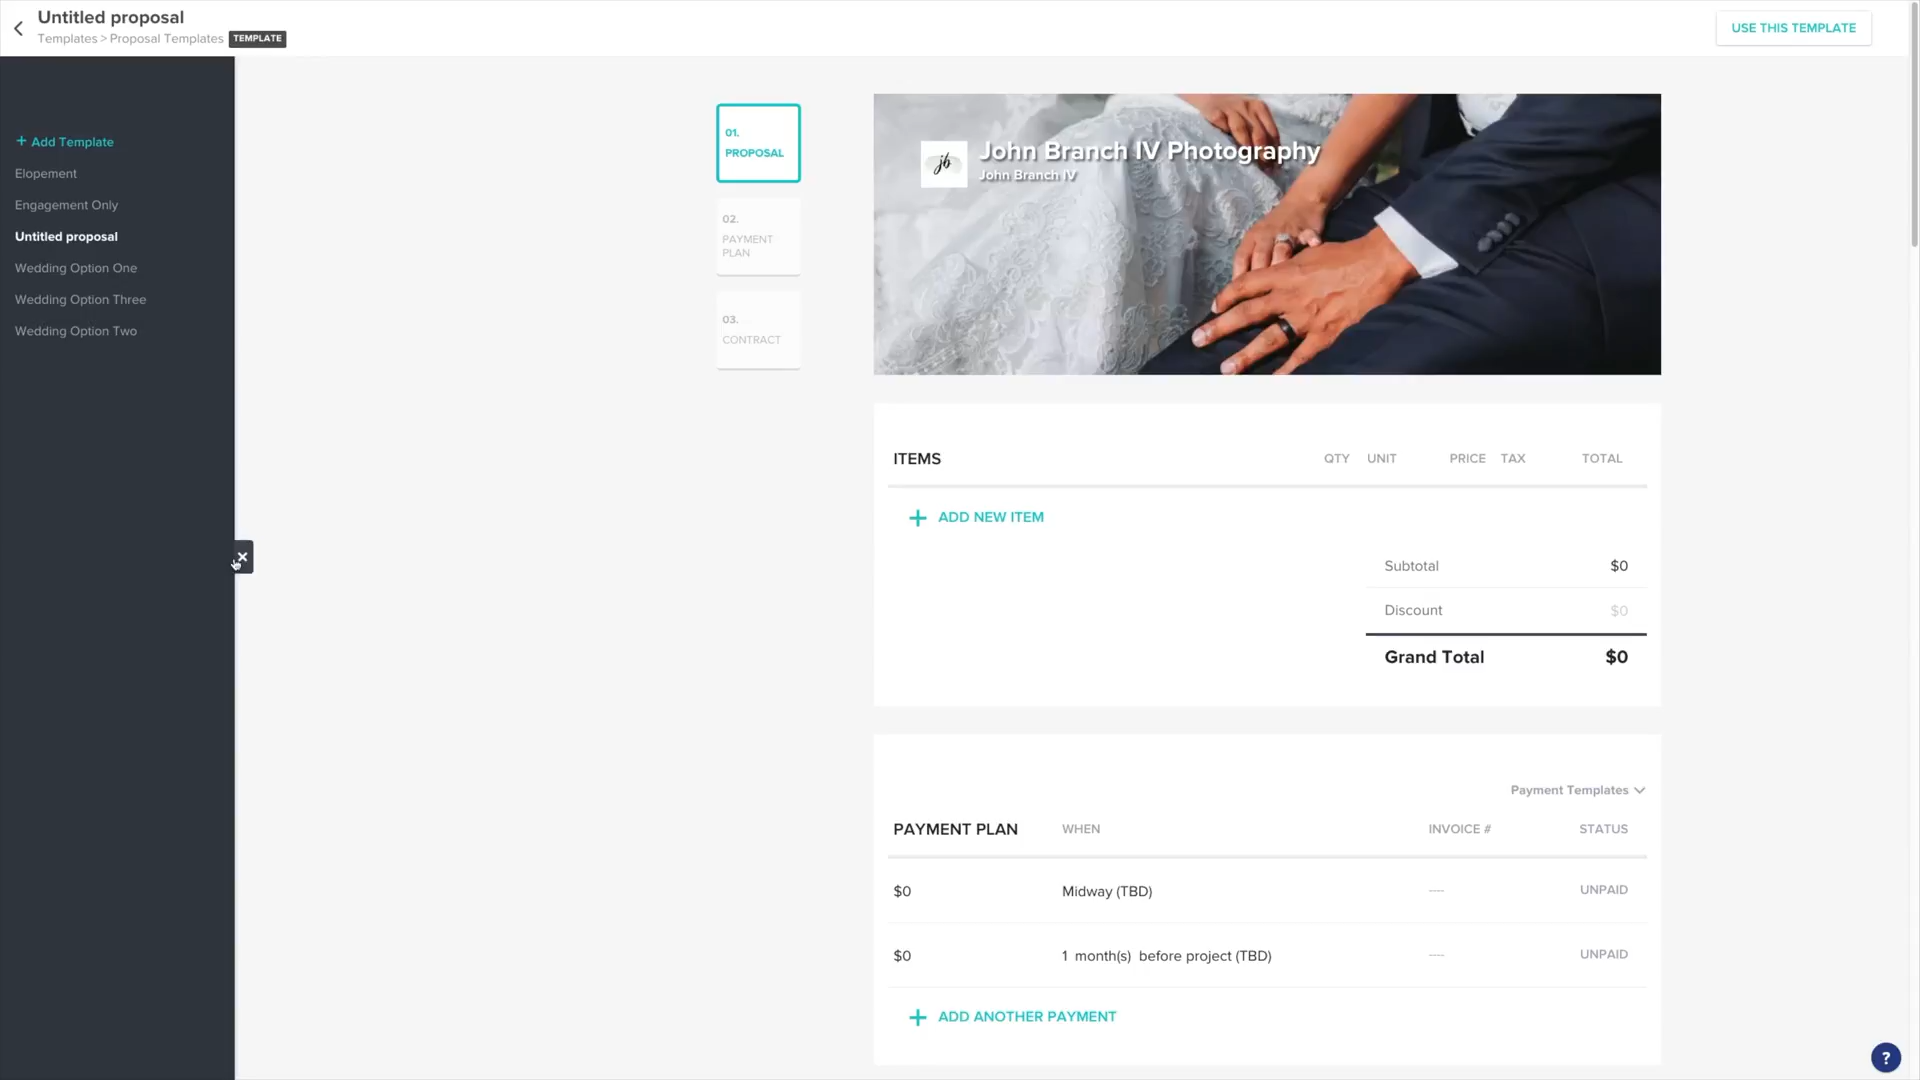 Untitled proposal
Templates > Proposal Templates TEMPLATE
USE THIS TEMPLATE
+ Add Template
Elopement
Engagement Only
Untitled proposal
Wedding Option One
Wedding Option Three
Wedding Option Two
01.
PROPOSAL
02.
PAYMENT
PLAN
03.
CONTRACT
jb
John Branch IV Photography
John Branch IV
ITEMS QTY UNIT PRICE TAX TOTAL
+ ADD NEW ITEM
Subtotal $0
Discount $0
Grand Total $0
Payment Templates
PAYMENT PLAN WHEN INVOICE # STATUS
$0 Midway (TBD) ---- UNPAID
$0 1 month(s) before project (TBD) ---- UNPAID
+ ADD ANOTHER PAYMENT
?